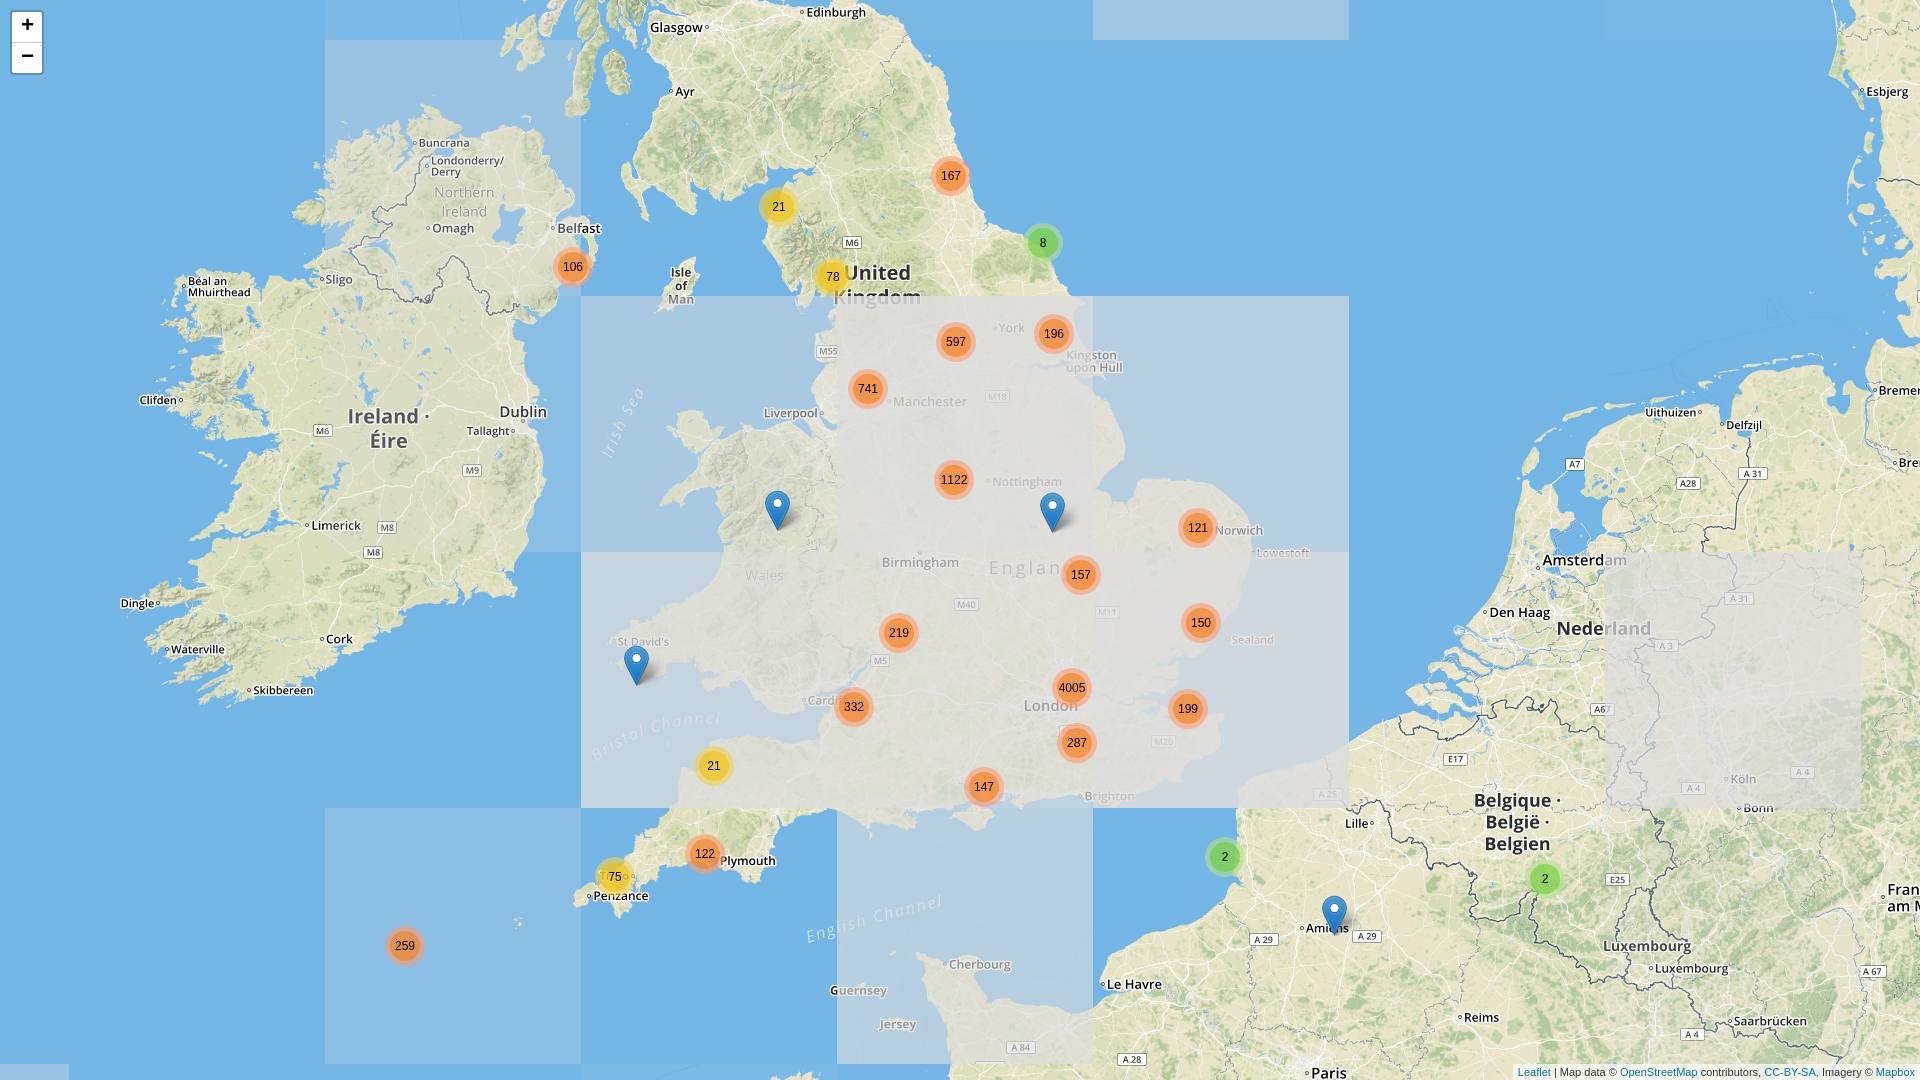 +
−
Edinburgh
Glasgow
Ayr
Esbjerg
Buncrana
Londonderry/
Derry
Northern
Ireland
Omagh
Belfast
167
21
8
M6
106
78
United
Kingdom
Isle
of
Man
Sligo
Béal an
Mhuirthead
York
196
597
Kingston
upon Hull
M55
741
Manchester
M18
Liverpool
Irish Sea
Clifden
Ireland ·
Éire
Dublin
Tallaght
M6
M9
Uithuizen
Delfzijl
A7
A 31
A28
1122
Nottingham
121
Norwich
Lowestoft
Limerick
M8
M8
Birmingham
Wales
157
Amsterdam
Dingle
M40
M11
A 31
Den Haag
219
150
Sealand
Nederland
Cork
Waterville
St David's
M5
A 3
Skibbereen
4005
London
Cardiff
332
199
A67
Bristol Channel
287
M20
E17
21
147
Brighton
A 25
Köln
A 4
A 4
Bonn
Belgique ·
België ·
Belgien
Lille
122
Plymouth
2
75
Penzance
2
E25
English Channel
259
Amiens
A 29
A 29
Luxembourg
Luxembourg
A 67
Cherbourg
Le Havre
Guernsey
Jersey
Reims
Saarbrücken
A 4
A 84
A 28
Paris
Leaflet | Map data © OpenStreetMap contributors, CC-BY-SA, Imagery © Mapbox